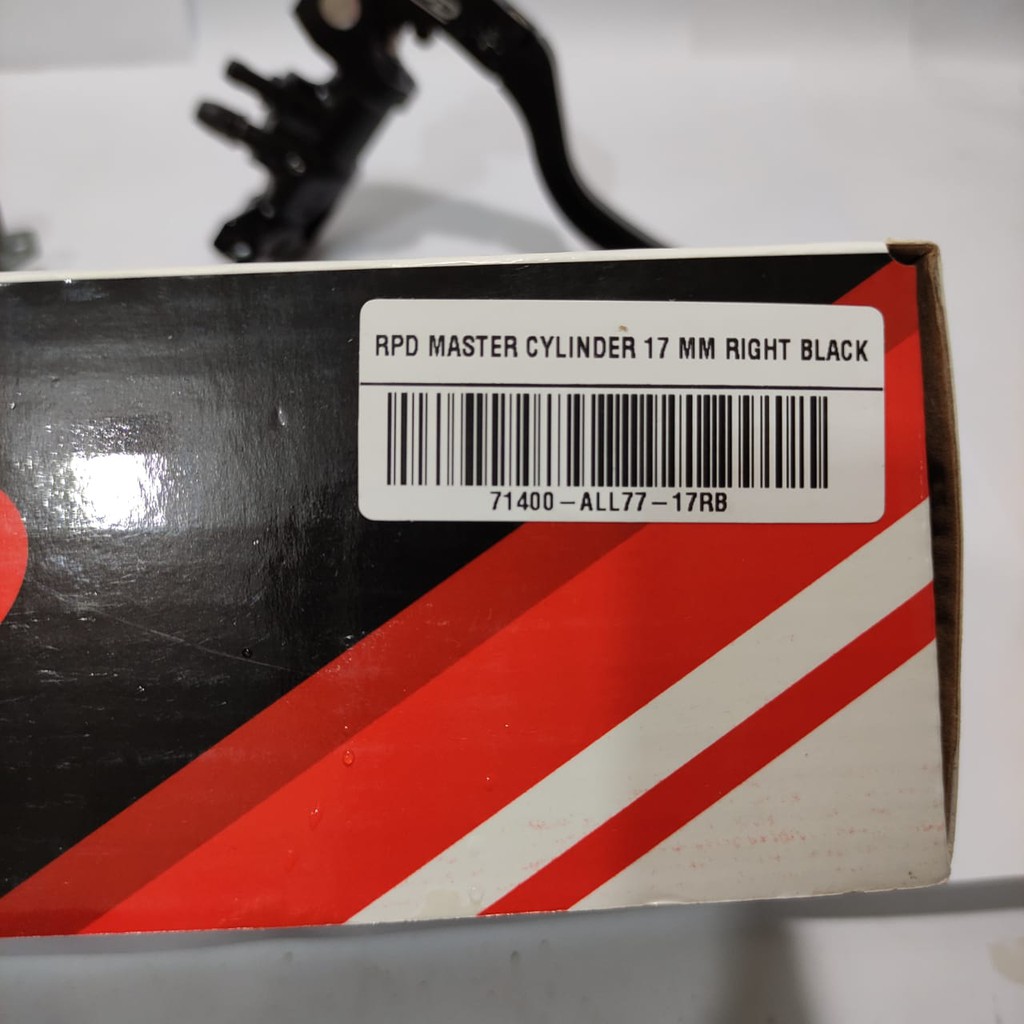 RPD MASTER CYLINDER 17 MM RIGHT BLACK
71400-ALL77-17RB